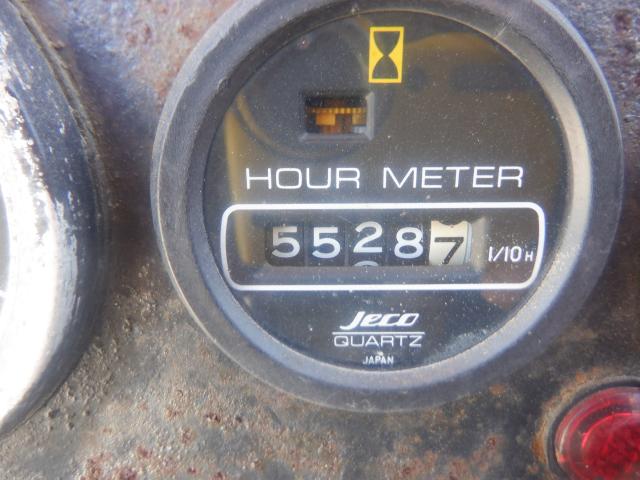 HOUR METER
55287 1/10H
Jeco
QUARTZ
JAPAN